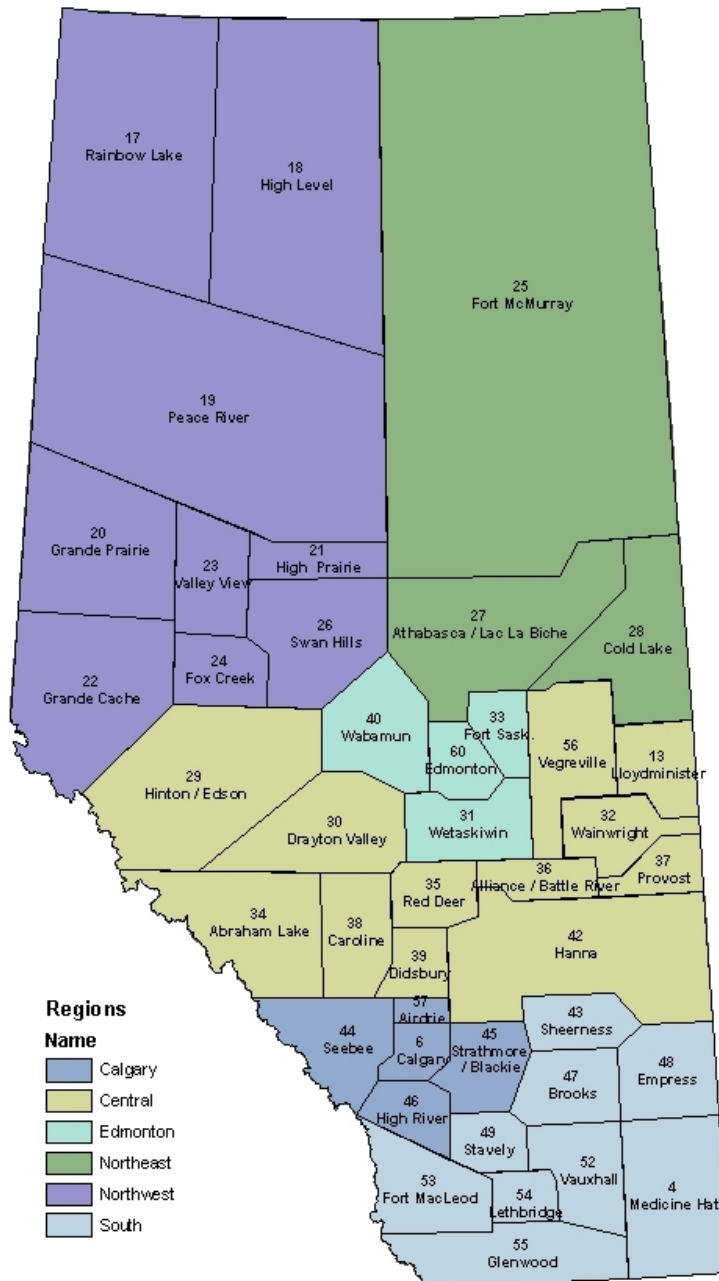 17
Rainbow Lake
18
High Level
25
Fort McMurray
19
Peace River
20
Grande Prairie
23
Valley View
21
High Prairie
26
Swan Hills
27
Athabasca / Lac La Biche
28
Cold Lake
22
Grande Cache
24
Fox Creek
40
Wabamun
33
Fort Sask.
60
Edmonton
56
Vegreville
13
Lloydminister
29
Hinton / Edson
30
Drayton Valley
31
Wetaskiwin
32
Wainwright
37
Provost
36
Alliance / Battle River
35
Red Deer
34
Abraham Lake
38
Caroline
39
Didsbury
42
Hanna
57
Airdrie
44
Seebee
6
Calgary
45
Strathmore
/ Blackie
43
Sheerness
48
Empress
47
Brooks
46
High River
49
Stavely
52
Vauxhall
4
Medicine Hat
53
Fort MacLeod
54
Lethbridge
55
Glenwood
Regions
Name
Calgary
Central
Edmonton
Northeast
Northwest
South